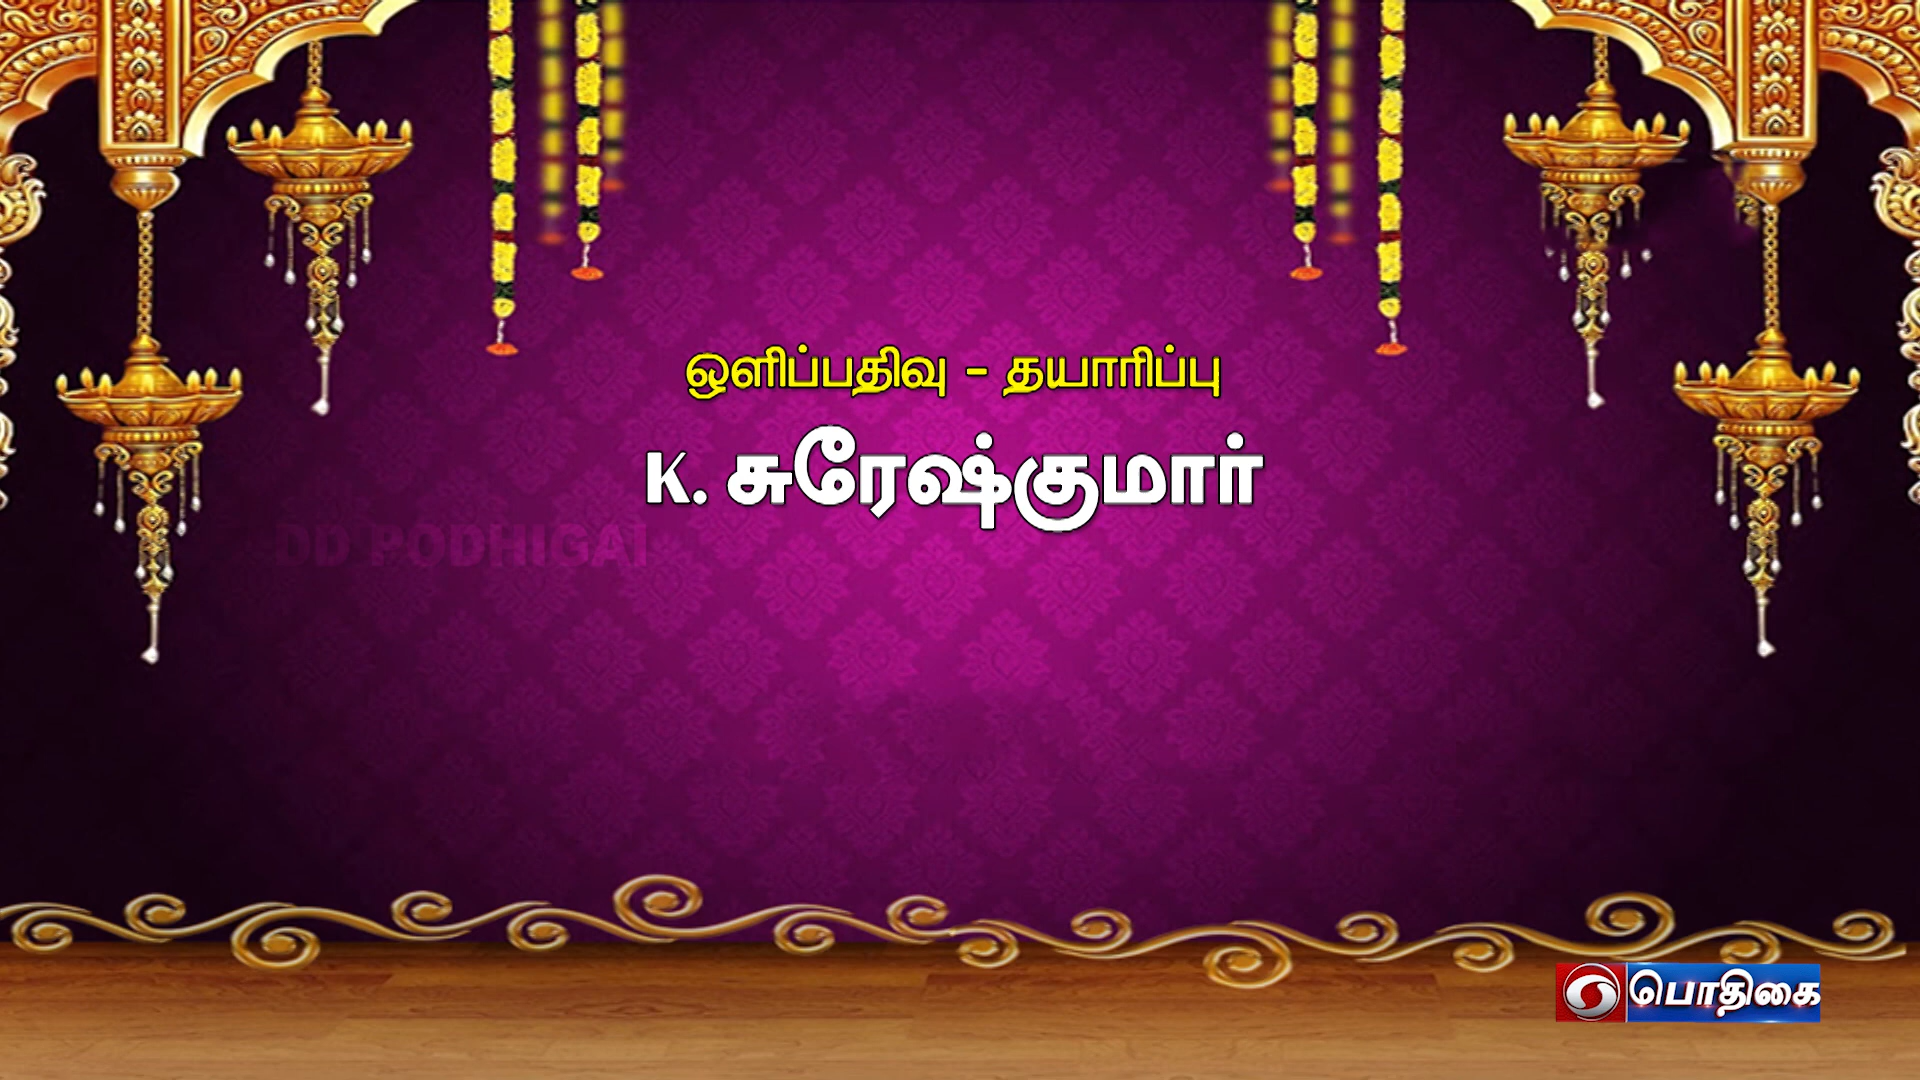 ஒளிப்பதிவு - தயாரிப்பு
K. சுரேஷ்குமார்
DD PODHIGAI
பொதிகை